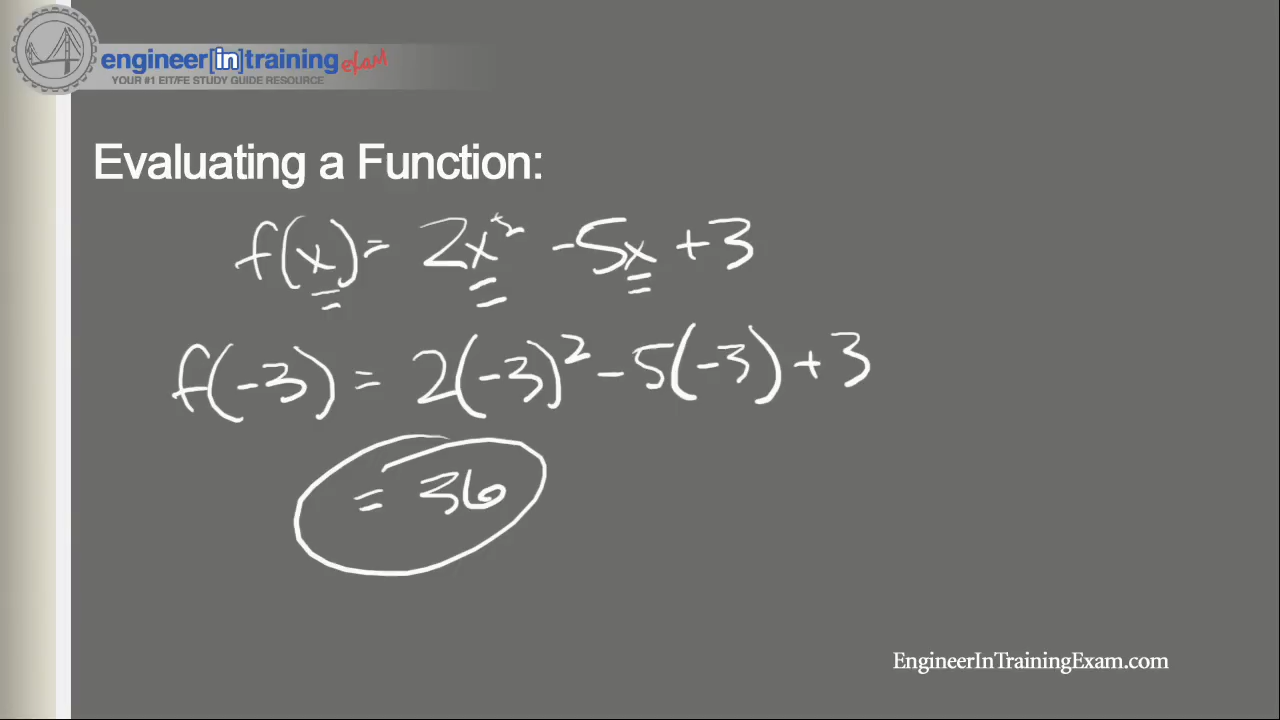 engineer[in]training exam
YOUR #1 EIT/FE STUDY GUIDE RESOURCE
Evaluating a Function:
f(x) = 2x² - 5x + 3
f(-3) = 2(-3)² - 5(-3) + 3
= 36
EngineerInTrainingExam.com